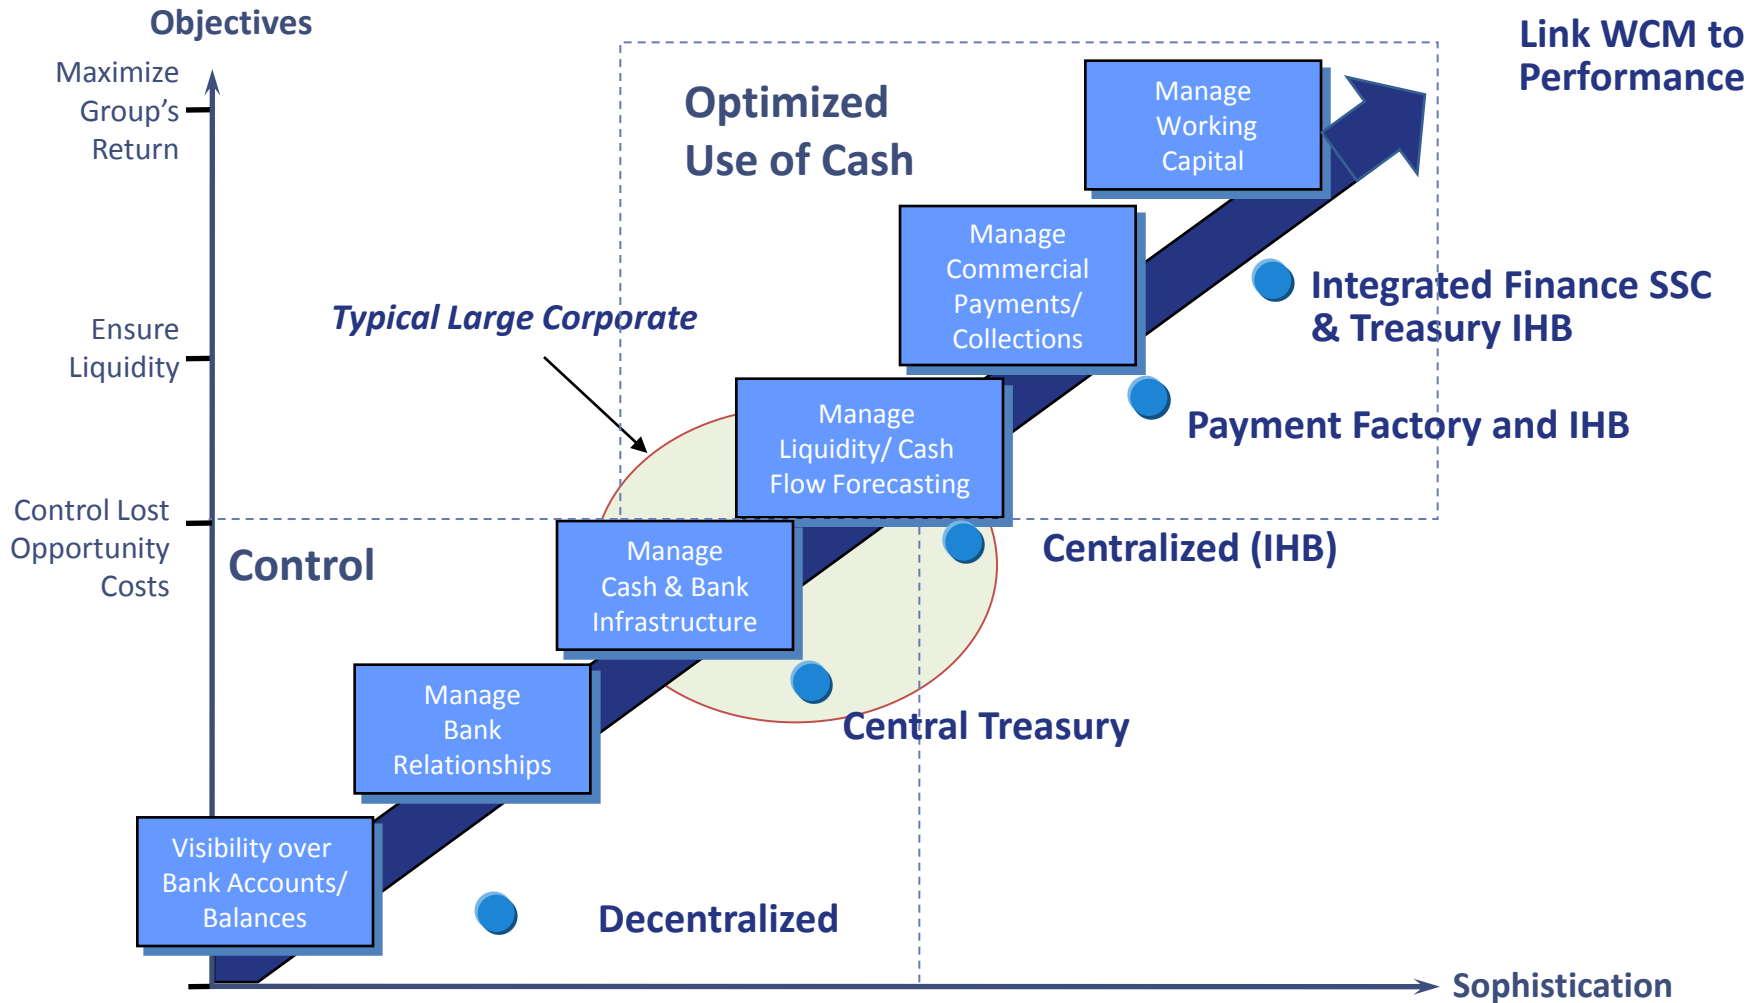 Objectives
Link WCM to
Performance
Maximize
Group's
Return
Optimized
Use of Cash
Manage
Working
Capital
Manage
Commercial
Payments/
Collections
Integrated Finance SSC
& Treasury IHB
Typical Large Corporate
Ensure
Liquidity
Manage
Liquidity/ Cash
Flow Forecasting
Payment Factory and IHB
Control Lost
Opportunity
Costs
Control
Manage
Cash & Bank
Infrastructure
Centralized (IHB)
Manage
Bank
Relationships
Central Treasury
Visibility over
Bank Accounts/
Balances
Decentralized
Sophistication